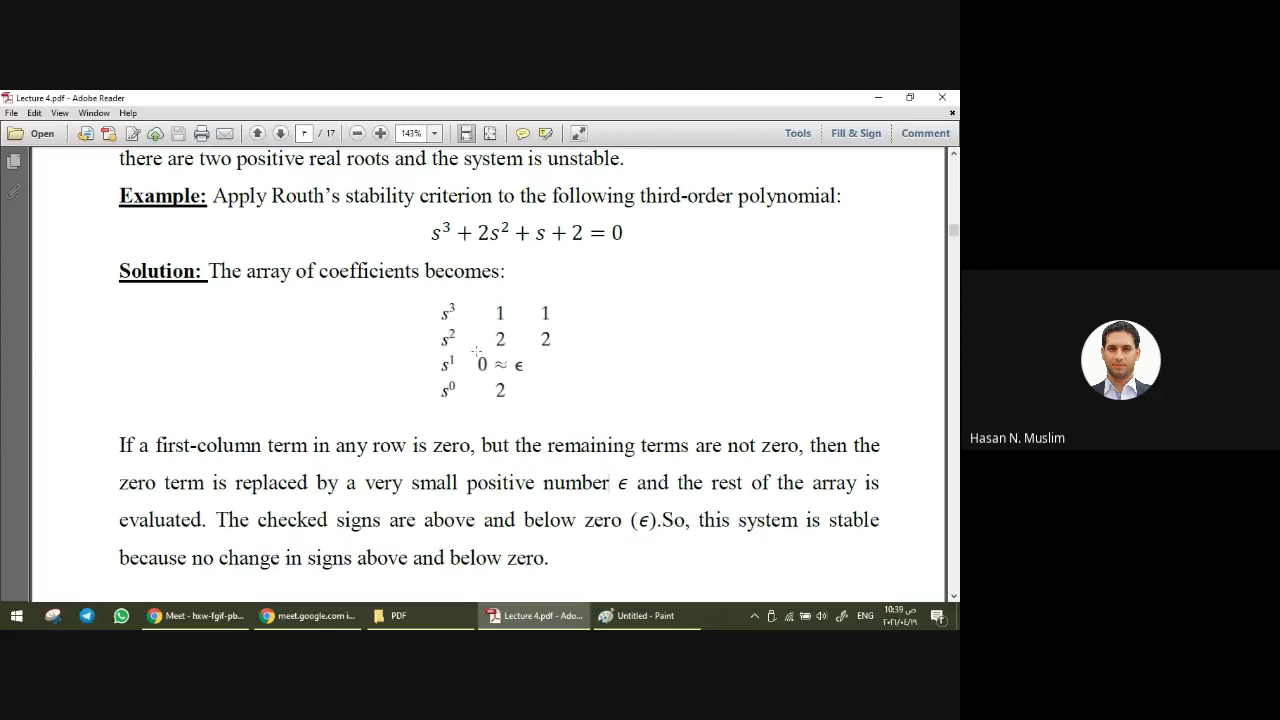 Lecture 4.pdf - Adobe Reader
File Edit View Window Help
Open ٣ / 17 143% Tools Fill & Sign Comment
there are two positive real roots and the system is unstable.
Example: Apply Routh's stability criterion to the following third-order polynomial:
s³ + 2s² + s + 2 = 0
Solution: The array of coefficients becomes:
s³ 1 1
s² 2 2
s¹ 0 ≈ ϵ
s⁰ 2
If a first-column term in any row is zero, but the remaining terms are not zero, then the
zero term is replaced by a very small positive number ϵ and the rest of the array is
evaluated. The checked signs are above and below zero (ϵ).So, this system is stable
because no change in signs above and below zero.
Hasan N. Muslim
Meet - hxw-fgif-pb... meet.google.com i... PDF Lecture 4.pdf - Ado... Untitled - Paint ENG 10:39 ص
٢٠٢١/٠٤/١٩